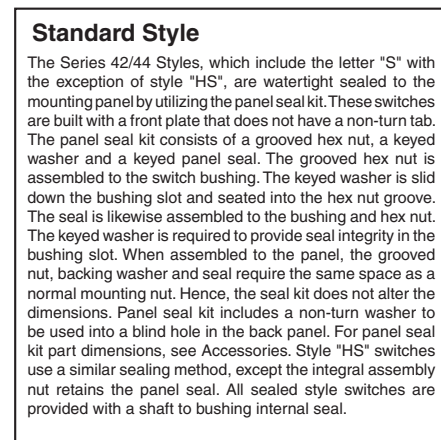 Standard Style
The Series 42/44 Styles, which include the letter "S" with
the exception of style "HS", are watertight sealed to the
mounting panel by utilizing the panel seal kit. These switches
are built with a front plate that does not have a non-turn tab.
The panel seal kit consists of a grooved hex nut, a keyed
washer and a keyed panel seal. The grooved hex nut is
assembled to the switch bushing. The keyed washer is slid
down the bushing slot and seated into the hex nut groove.
The seal is likewise assembled to the bushing and hex nut.
The keyed washer is required to provide seal integrity in the
bushing slot. When assembled to the panel, the grooved
nut, backing washer and seal require the same space as a
normal mounting nut. Hence, the seal kit does not alter the
dimensions. Panel seal kit includes a non-turn washer to
be used into a blind hole in the back panel. For panel seal
kit part dimensions, see Accessories. Style "HS" switches
use a similar sealing method, except the integral assembly
nut retains the panel seal. All sealed style switches are
provided with a shaft to bushing internal seal.